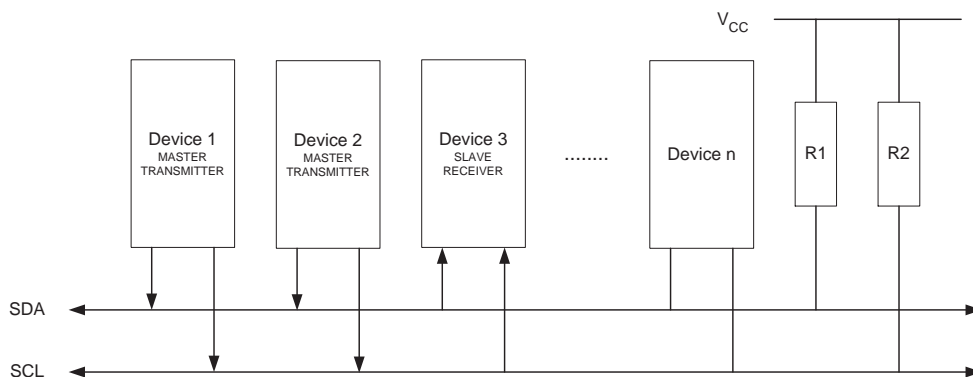 V_CC
Device 1
MASTER
TRANSMITTER
Device 2
MASTER
TRANSMITTER
Device 3
SLAVE
RECEIVER
........
Device n
R1
R2
SDA
SCL